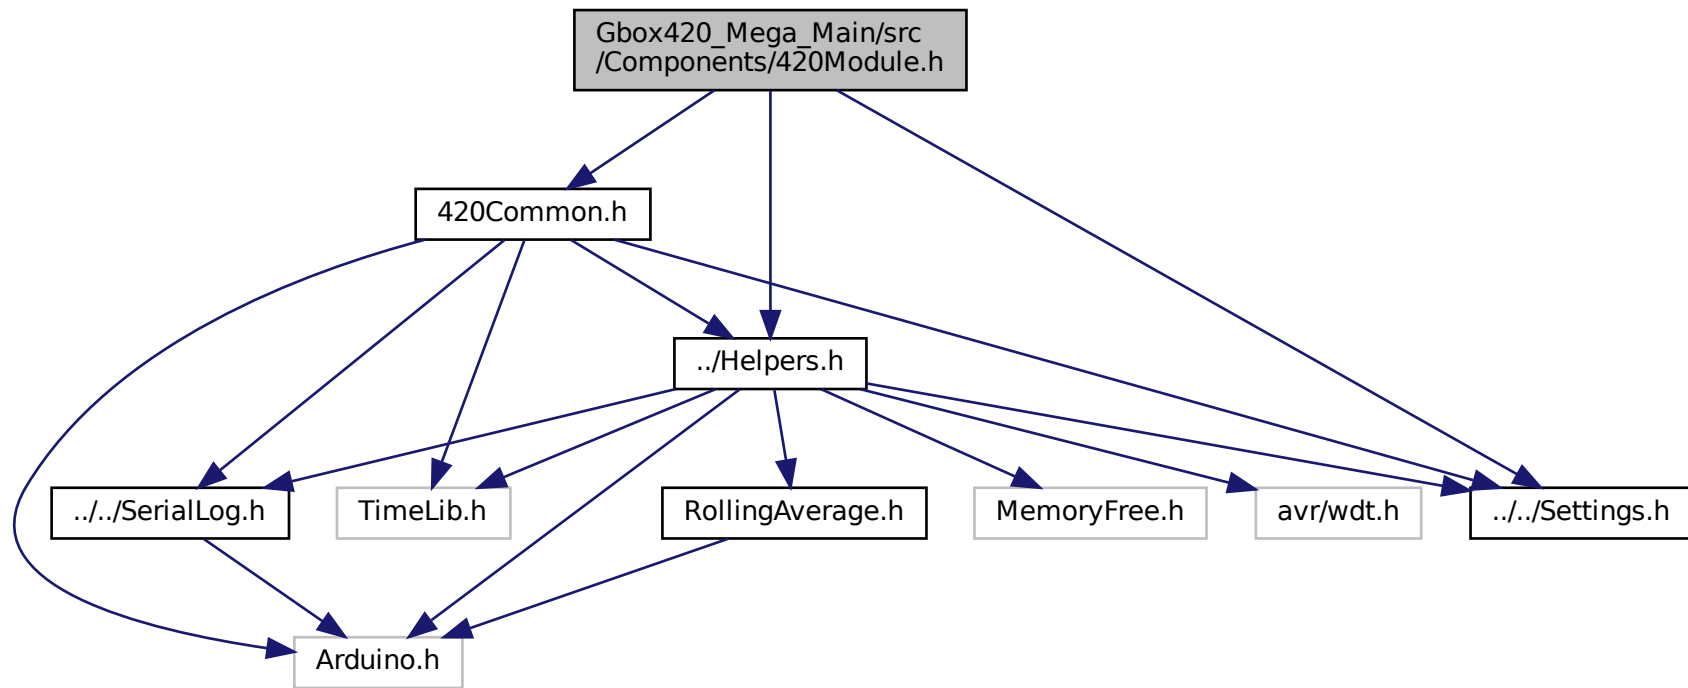 Gbox420_Mega_Main/src
/Components/420Module.h
420Common.h
../Helpers.h
../../SerialLog.h
TimeLib.h
RollingAverage.h
MemoryFree.h
avr/wdt.h
../../Settings.h
Arduino.h